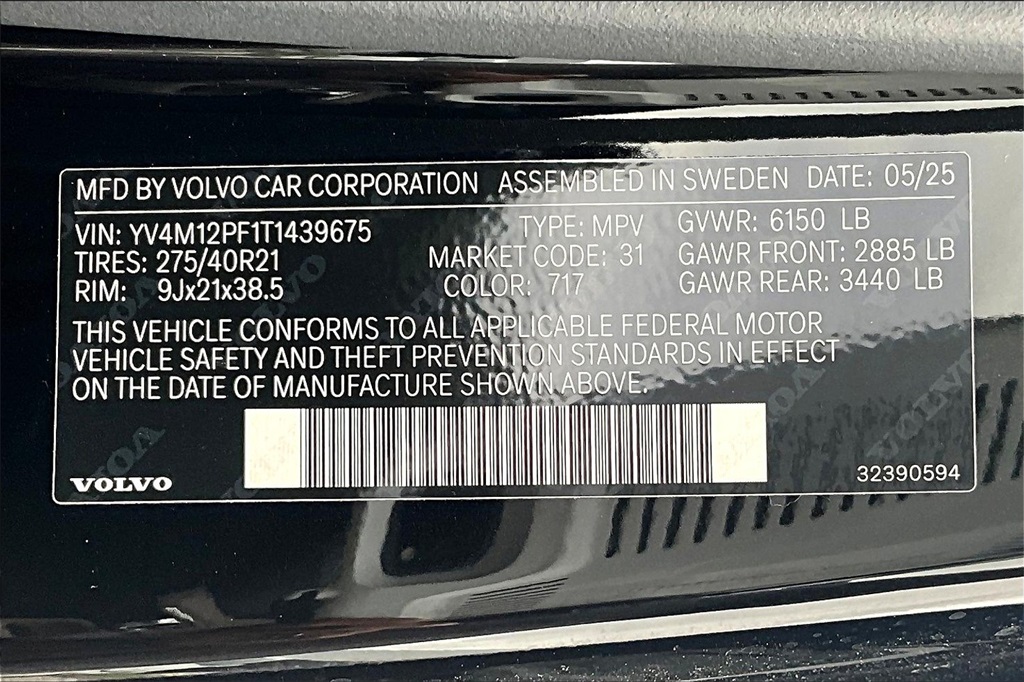 MFD BY VOLVO CAR CORPORATION ASSEMBLED IN SWEDEN DATE: 05/25
VIN: YV4M12PF1T1439675 TYPE: MPV GVWR: 6150 LB
TIRES: 275/40R21 MARKET CODE: 31 GAWR FRONT: 2885 LB
RIM: 9Jx21x38.5 COLOR: 717 GAWR REAR: 3440 LB
THIS VEHICLE CONFORMS TO ALL APPLICABLE FEDERAL MOTOR
VEHICLE SAFETY AND THEFT PREVENTION STANDARDS IN EFFECT
ON THE DATE OF MANUFACTURE SHOWN ABOVE.
VOLVO 32390594